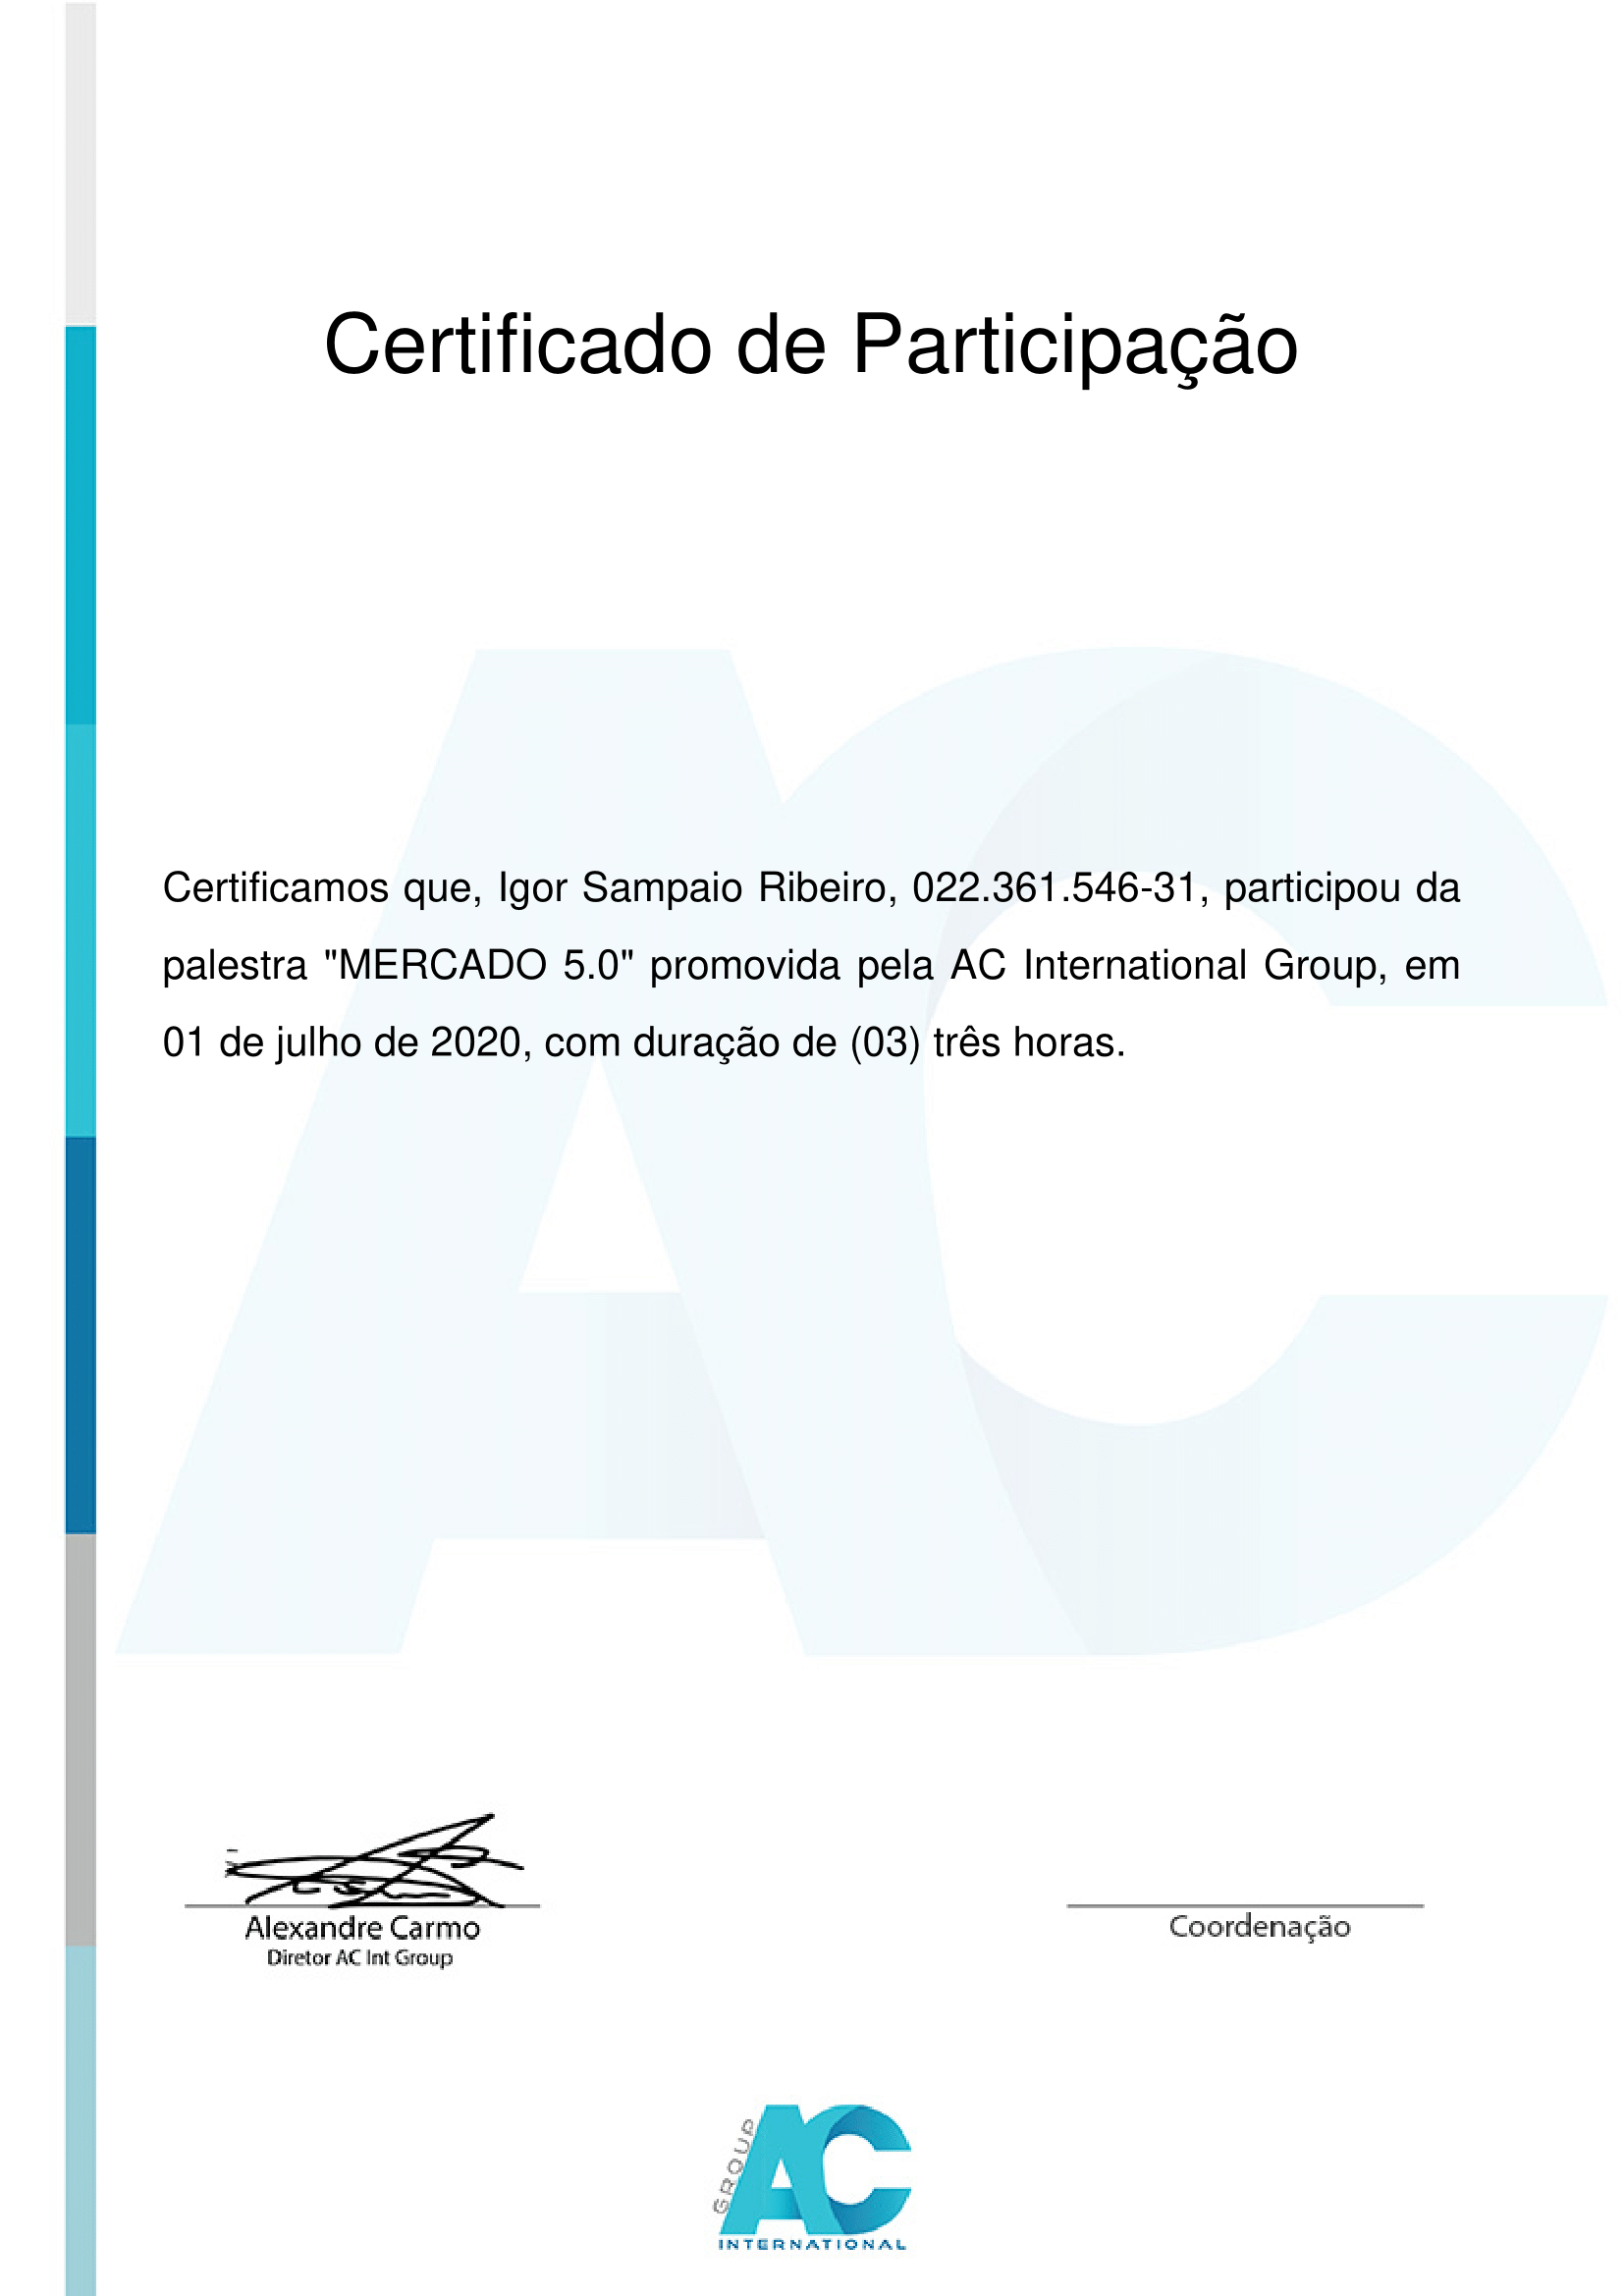 Certificado de Participação
Certificamos que, Igor Sampaio Ribeiro, 022.361.546-31, participou da
palestra "MERCADO 5.0" promovida pela AC International Group, em
01 de julho de 2020, com duração de (03) três horas.
Alexandre Carmo
Diretor AC Int Group
Coordenação
GROUP
AC
INTERNATIONAL